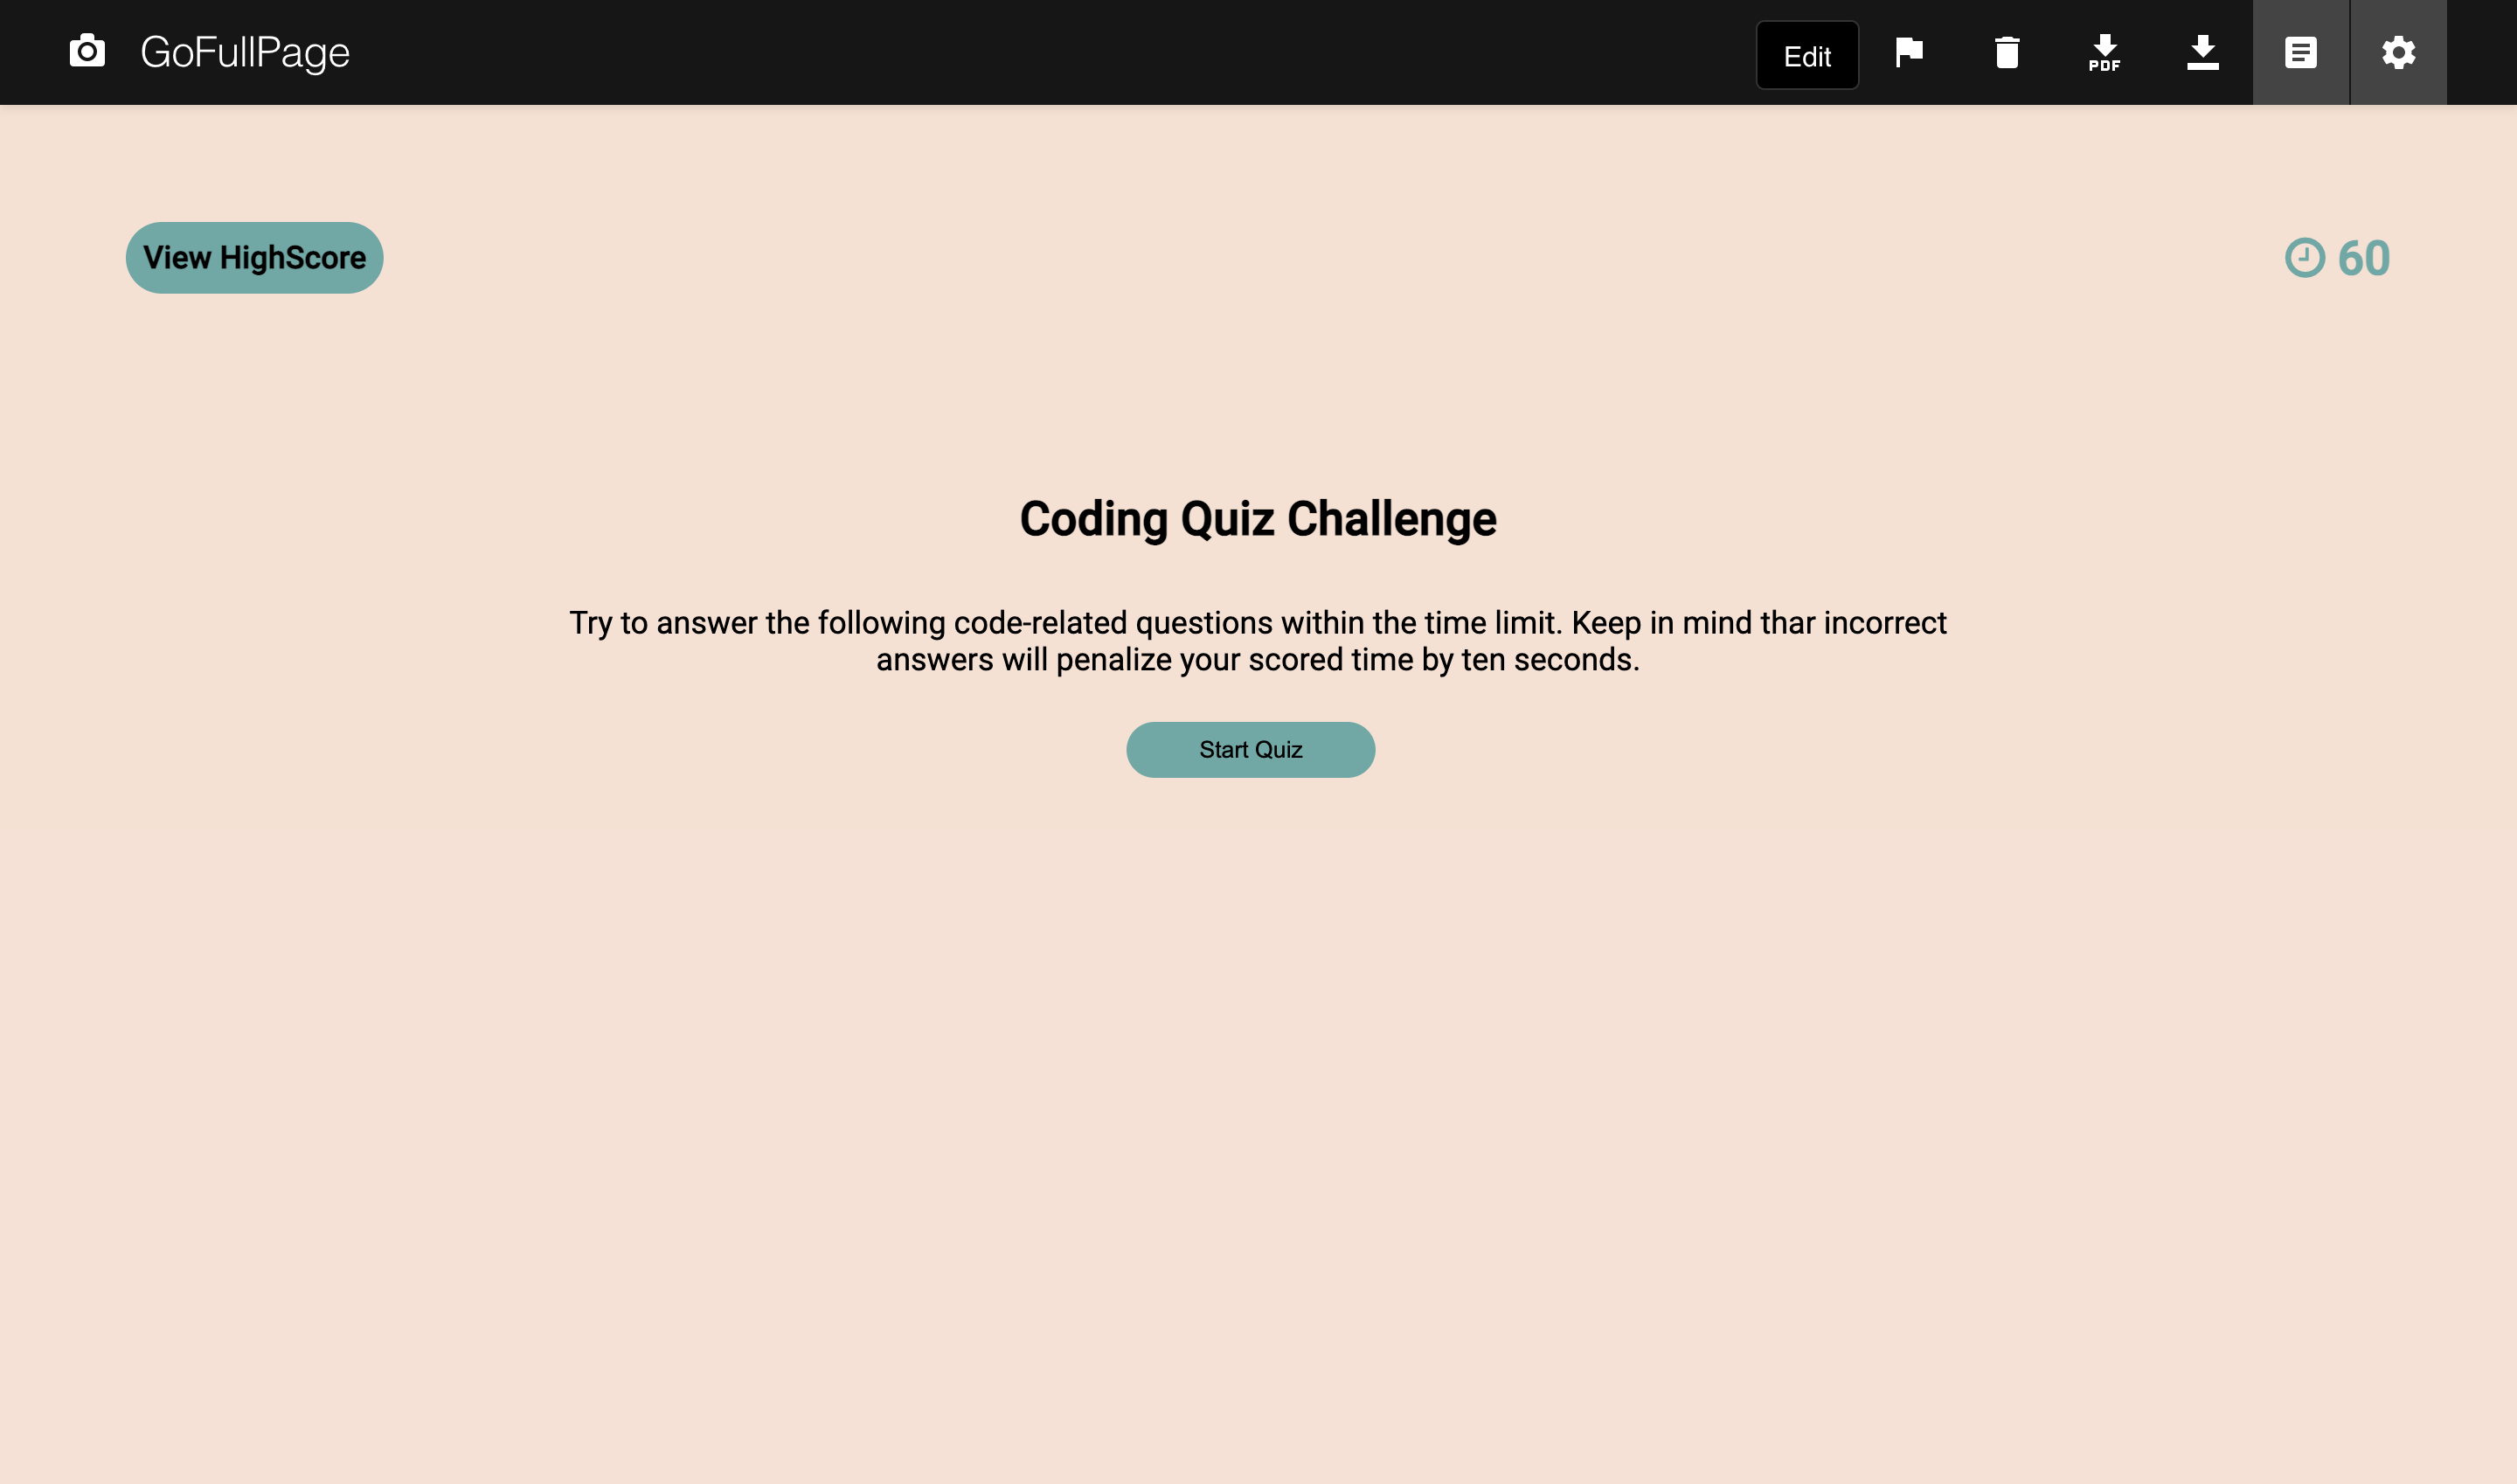 GoFullPage
Edit
PDF
View HighScore
60
Coding Quiz Challenge
Try to answer the following code-related questions within the time limit. Keep in mind thar incorrect
answers will penalize your scored time by ten seconds.
Start Quiz